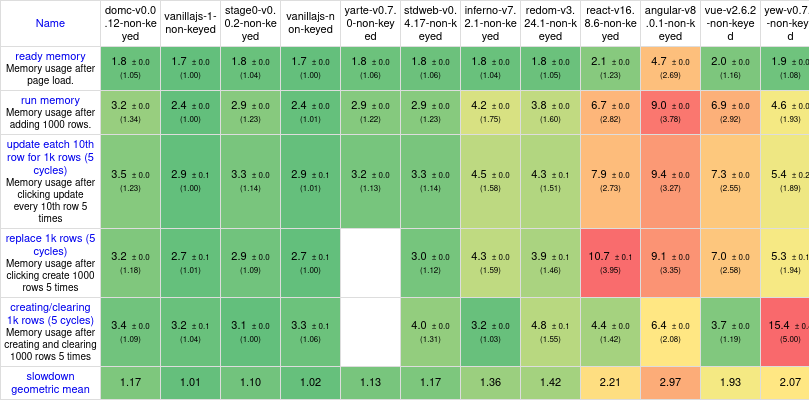 Name
domc-v0.0
.12-non-ke
yed
vanillajs-1-
non-keyed
stage0-v0.
0.2-non-ke
yed
vanillajs-n
on-keyed
yarte-v0.7.
0-non-key
ed
stdweb-v0.
4.17-non-k
eyed
inferno-v7.
2.1-non-ke
yed
redom-v3.
24.1-non-k
eyed
react-v16.
8.6-non-ke
yed
angular-v8
.0.1-non-k
eyed
vue-v2.6.2
-non-keye
d
yew-v0.7.
non-keye
ready memory
Memory usage after
page load.
1.8 ± 0.0 1.7 ± 0.0 1.8 ± 0.0 1.7 ± 0.0 1.8 ± 0.0 1.8 ± 0.0 1.8 ± 0.0 1.8 ± 0.0 2.1 ± 0.0 4.7 ± 0.0 2.0 ± 0.0 1.9 ± 0.0
(1.05) (1.00) (1.04) (1.00) (1.06) (1.06) (1.04) (1.05) (1.23) (2.69) (1.16) (1.08)
run memory
Memory usage after
adding 1000 rows.
3.2 ± 0.0 2.4 ± 0.0 2.9 ± 0.0 2.4 ± 0.0 2.9 ± 0.0 2.9 ± 0.0 4.2 ± 0.0 3.8 ± 0.0 6.7 ± 0.0 9.0 ± 0.0 6.9 ± 0.0 4.6 ± 0.0
(1.34) (1.00) (1.23) (1.01) (1.22) (1.23) (1.75) (1.60) (2.82) (3.78) (2.92) (1.93)
update eatch 10th
row for 1k rows (5
cycles)
Memory usage after
clicking update
every 10th row 5
times
3.5 ± 0.0 2.9 ± 0.1 3.3 ± 0.0 2.9 ± 0.1 3.2 ± 0.0 3.3 ± 0.0 4.5 ± 0.0 4.3 ± 0.1 7.9 ± 0.0 9.4 ± 0.0 7.3 ± 0.0 5.4 ± 0.2
(1.23) (1.00) (1.14) (1.01) (1.13) (1.14) (1.58) (1.51) (2.73) (3.27) (2.55) (1.89)
replace 1k rows (5
cycles)
Memory usage after
clicking create 1000
rows 5 times
3.2 ± 0.0 2.7 ± 0.1 2.9 ± 0.0 2.7 ± 0.1 3.0 ± 0.0 4.3 ± 0.0 3.9 ± 0.1 10.7 ± 0.1 9.1 ± 0.0 7.0 ± 0.0 5.3 ± 0.1
(1.18) (1.01) (1.09) (1.00) (1.12) (1.59) (1.46) (3.95) (3.35) (2.58) (1.94)
creating/clearing
1k rows (5 cycles)
Memory usage after
creating and clearing
1000 rows 5 times
3.4 ± 0.0 3.2 ± 0.1 3.1 ± 0.0 3.3 ± 0.1 4.0 ± 0.0 3.2 ± 0.0 4.8 ± 0.1 4.4 ± 0.0 6.4 ± 0.0 3.7 ± 0.0 15.4 ± 0.
(1.09) (1.04) (1.00) (1.06) (1.31) (1.03) (1.55) (1.42) (2.08) (1.19) (5.00)
slowdown
geometric mean
1.17 1.01 1.10 1.02 1.13 1.17 1.36 1.42 2.21 2.97 1.93 2.07